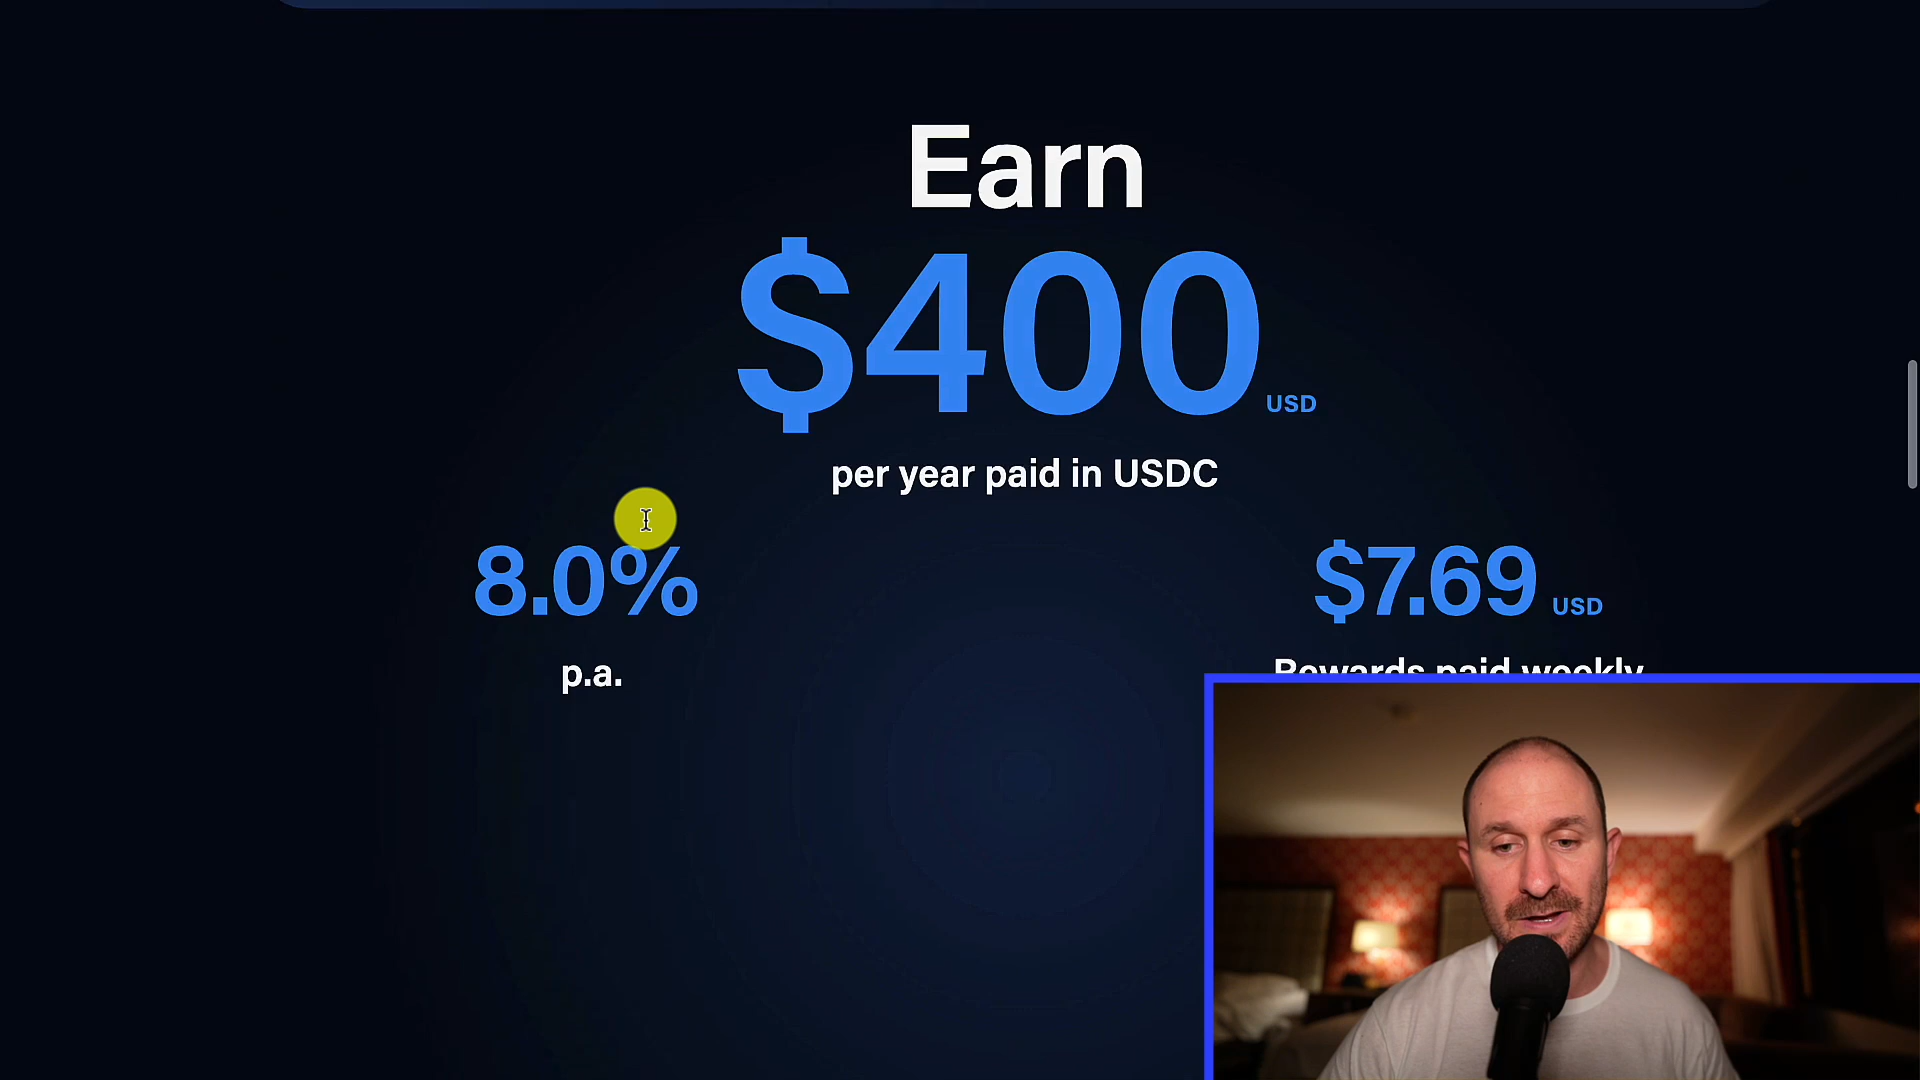 Earn
$400 USD
per year paid in USDC
8.0%
p.a.
$7.69 USD
Rewards paid weekly